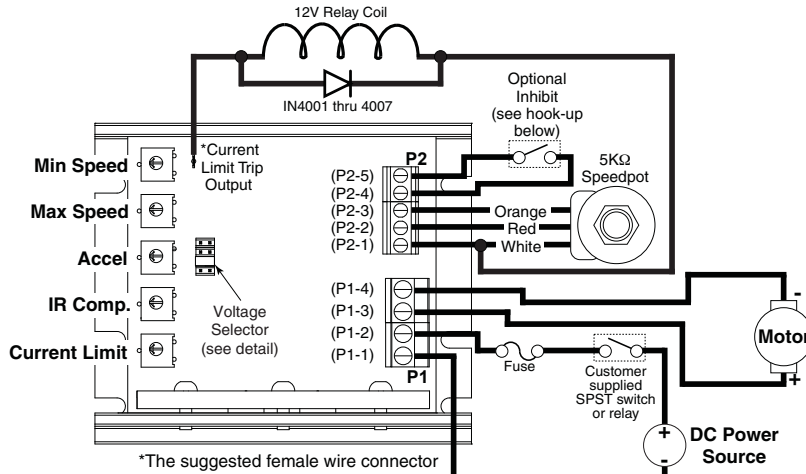 12V Relay Coil
IN4001 thru 4007
Optional
Inhibit
(see hook-up
below)
5KΩ
Speedpot
*Current
Limit Trip
Output
Min Speed
Max Speed
Accel
IR Comp.
Current Limit
Voltage
Selector
(see detail)
P2
(P2-5)
(P2-4)
(P2-3)
(P2-2)
(P2-1)
Orange
Red
White
(P1-4)
(P1-3)
(P1-2)
(P1-1)
P1
Fuse
Customer
supplied
SPST switch
or relay
-
Motor
+
+
-
DC Power
Source
*The suggested female wire connector